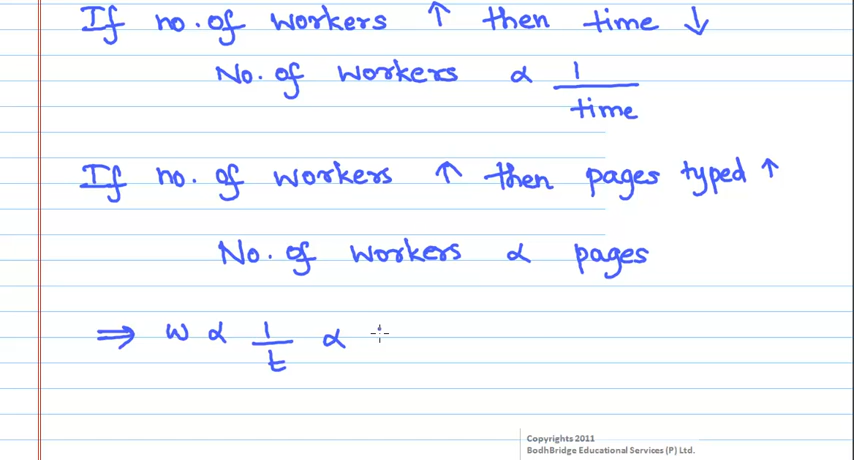 If no. of workers ↑ then time ↓
No. of workers ∝ 1/time
If no. of workers ↑ then pages typed ↑
No. of workers ∝ pages
⇒ w ∝ 1/t ∝
Copyrights 2011
BodhBridge Educational Services (P) Ltd.